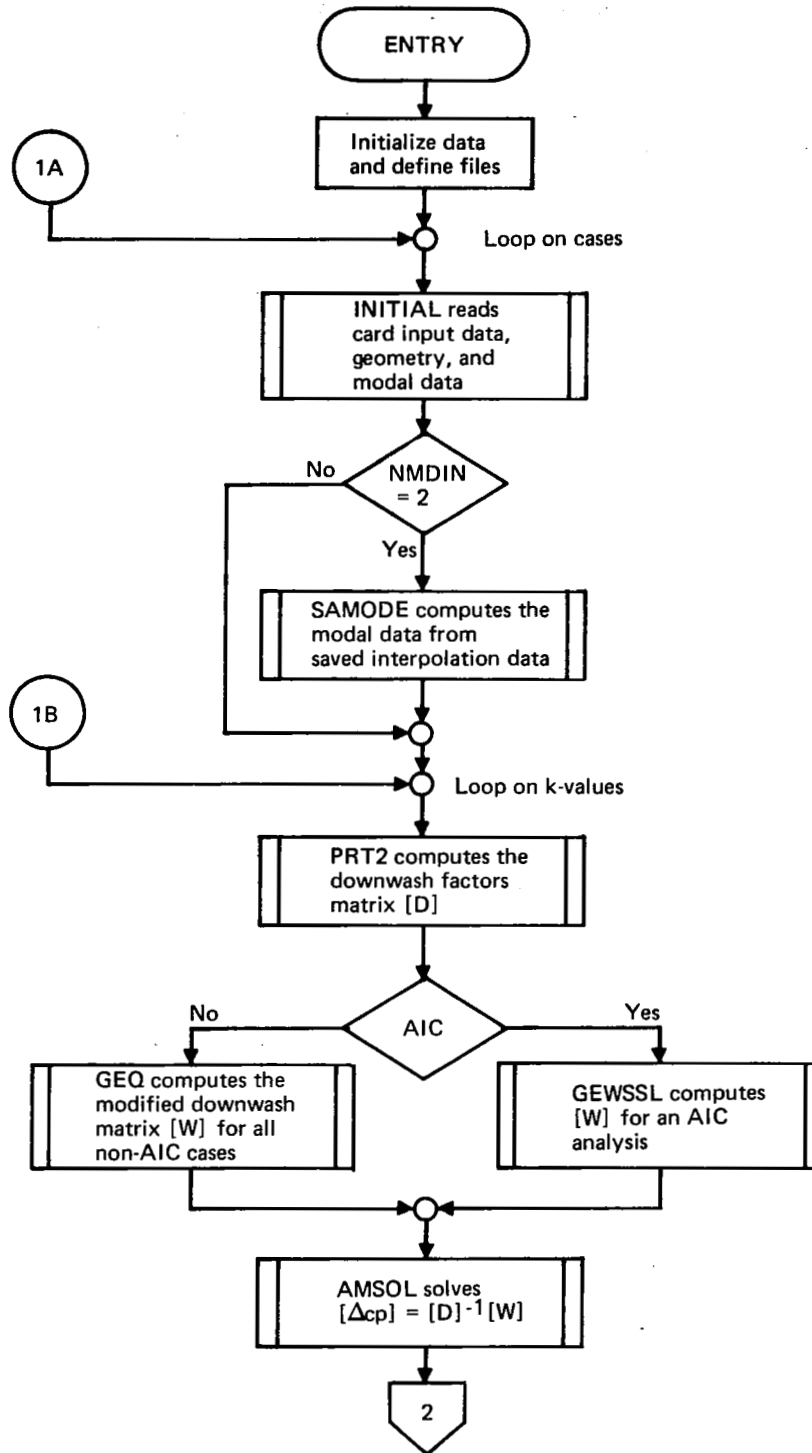 ENTRY
Initialize data
and define files
1A
Loop on cases
INITIAL reads
card input data,
geometry, and
modal data
No
NMDIN
= 2
Yes
SAMODE computes the
modal data from
saved interpolation data
1B
Loop on k-values
PRT2 computes the
downwash factors
matrix [D]
No
AIC
Yes
GEQ computes the
modified downwash
matrix [W] for all
non-AIC cases
GEWSSL computes
[W] for an AIC
analysis
AMSOL solves
[Δcp] = [D]-1 [W]
2